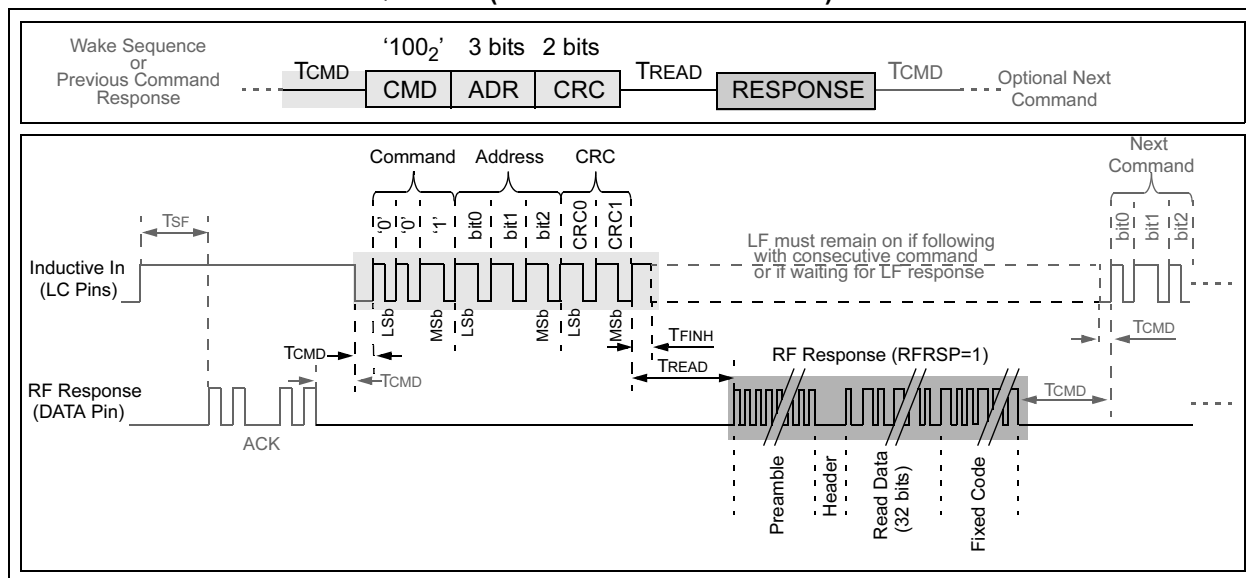 Wake Sequence
or
Previous Command
Response
TCMD
‘100₂’ 3 bits 2 bits
CMD ADR CRC
TREAD
RESPONSE
TCMD
Optional Next
Command
Command Address CRC
Next
Command
TSF
‘0’ ‘0’ ‘1’ bit0 bit1 bit2 CRC0 CRC1
bit0 bit1 bit2
Inductive In
(LC Pins)
LF must remain on if following
with consecutive command
or if waiting for LF response
LSb MSb LSb MSb LSb MSb
TCMD
TCMD
TFINH
TREAD
TCMD
RF Response (RFRSP=1)
RF Response
(DATA Pin)
TCMD
ACK
Preamble
Header
Read Data
(32 bits)
Fixed Code